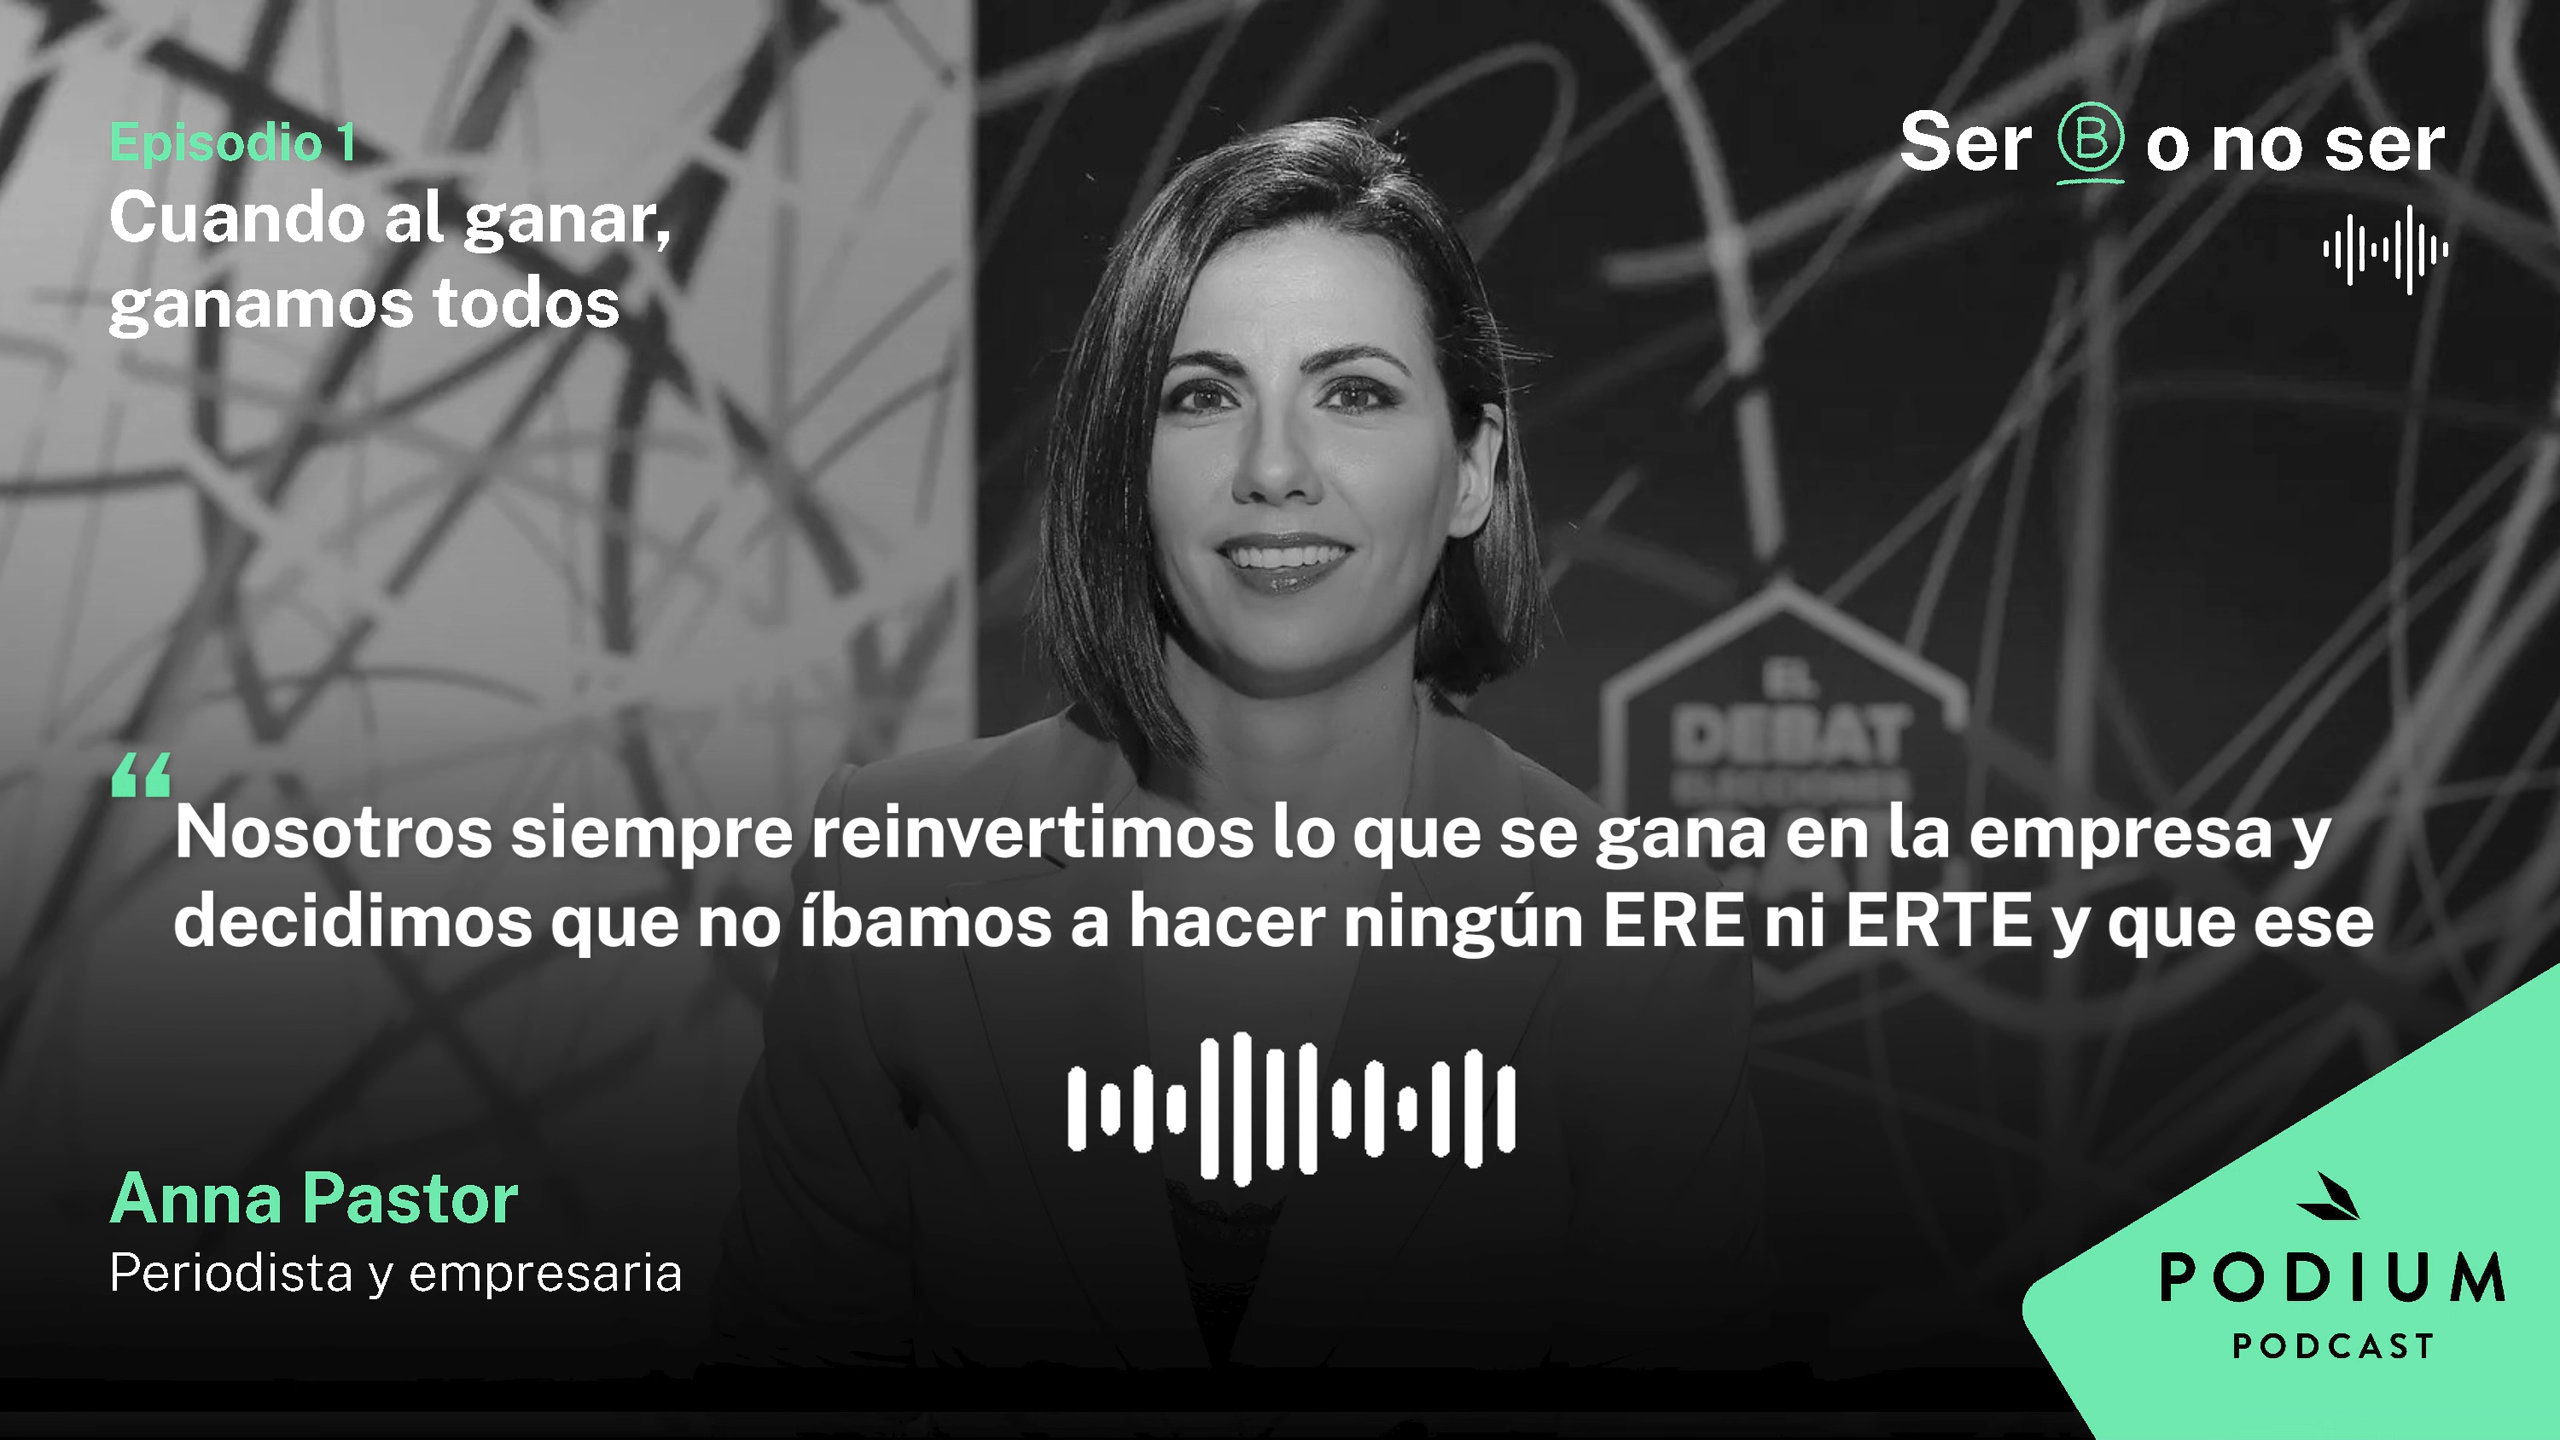 Episodio 1
Cuando al ganar,
ganamos todos
Ser B o no ser
EL
DEBAT
“Nosotros siempre reinvertimos lo que se gana en la empresa y
decidimos que no íbamos a hacer ningún ERE ni ERTE y que ese
Anna Pastor
Periodista y empresaria
PODIUM
PODCAST